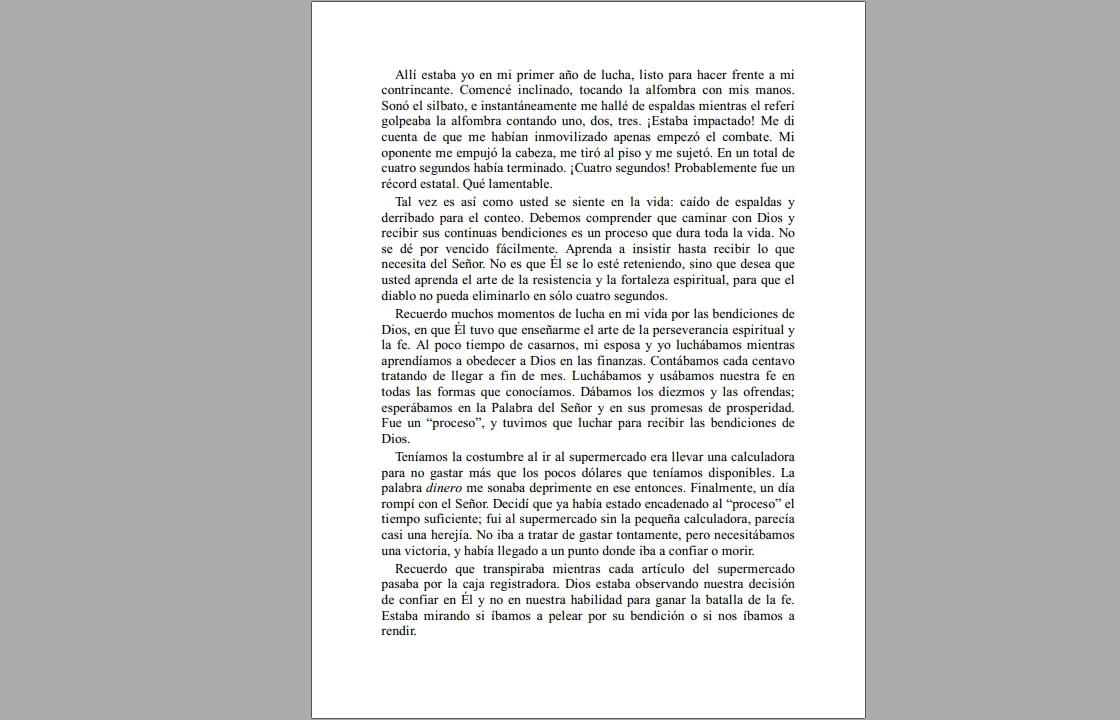 Allí estaba yo en mi primer año de lucha, listo para hacer frente a mi
contrincante. Comencé inclinado, tocando la alfombra con mis manos.
Sonó el silbato, e instantáneamente me hallé de espaldas mientras el referí
golpeaba la alfombra contando uno, dos, tres. ¡Estaba impactado! Me di
cuenta de que me habían inmovilizado apenas empezó el combate. Mi
oponente me empujó la cabeza, me tiró al piso y me sujetó. En un total de
cuatro segundos había terminado. ¡Cuatro segundos! Probablemente fue un
récord estatal. Qué lamentable.
Tal vez es así como usted se siente en la vida: caído de espaldas y
derribado para el conteo. Debemos comprender que caminar con Dios y
recibir sus continuas bendiciones es un proceso que dura toda la vida. No
se dé por vencido fácilmente. Aprenda a insistir hasta recibir lo que
necesita del Señor. No es que Él se lo esté reteniendo, sino que desea que
usted aprenda el arte de la resistencia y la fortaleza espiritual, para que el
diablo no pueda eliminarlo en sólo cuatro segundos.
Recuerdo muchos momentos de lucha en mi vida por las bendiciones de
Dios, en que Él tuvo que enseñarme el arte de la perseverancia espiritual y
la fe. Al poco tiempo de casarnos, mi esposa y yo luchábamos mientras
aprendíamos a obedecer a Dios en las finanzas. Contábamos cada centavo
tratando de llegar a fin de mes. Luchábamos y usábamos nuestra fe en
todas las formas que conocíamos. Dábamos los diezmos y las ofrendas;
esperábamos en la Palabra del Señor y en sus promesas de prosperidad.
Fue un “proceso”, y tuvimos que luchar para recibir las bendiciones de
Dios.
Teníamos la costumbre al ir al supermercado era llevar una calculadora
para no gastar más que los pocos dólares que teníamos disponibles. La
palabra dinero me sonaba deprimente en ese entonces. Finalmente, un día
rompí con el Señor. Decidí que ya había estado encadenado al “proceso” el
tiempo suficiente; fui al supermercado sin la pequeña calculadora, parecía
casi una herejía. No iba a tratar de gastar tontamente, pero necesitábamos
una victoria, y había llegado a un punto donde iba a confiar o morir.
Recuerdo que transpiraba mientras cada artículo del supermercado
pasaba por la caja registradora. Dios estaba observando nuestra decisión
de confiar en Él y no en nuestra habilidad para ganar la batalla de la fe.
Estaba mirando si íbamos a pelear por su bendición o si nos íbamos a
rendir.